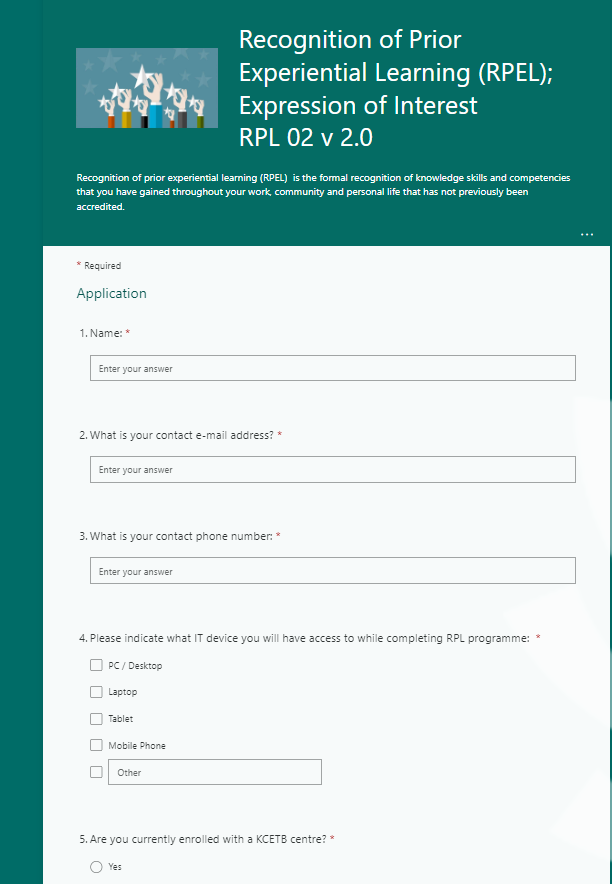 Recognition of Prior
Experiential Learning (RPEL);
Expression of Interest
RPL 02 v 2.0
Recognition of prior experiential learning (RPEL) is the formal recognition of knowledge skills and competencies
that you have gained throughout your work, community and personal life that has not previously been
accredited.
...
* Required
Application
1. Name: *
Enter your answer
2. What is your contact e-mail address? *
Enter your answer
3. What is your contact phone number: *
Enter your answer
4. Please indicate what IT device you will have access to while completing RPL programme: *
PC / Desktop
Laptop
Tablet
Mobile Phone
Other
5. Are you currently enrolled with a KCETB centre? *
Yes